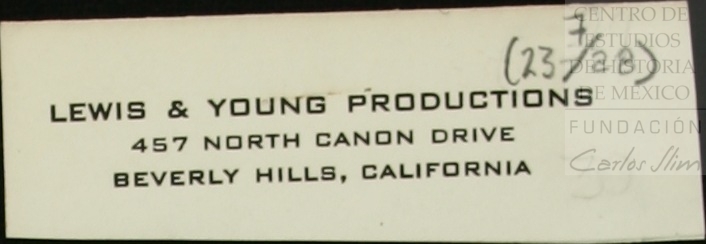 CENTRO DE
ESTUDIOS
DE HISTORIA
DE MÉXICO
FUNDACIÓN
Carlos Slim
7
(23/28)
LEWIS & YOUNG PRODUCTIONS
457 NORTH CANON DRIVE
BEVERLY HILLS, CALIFORNIA